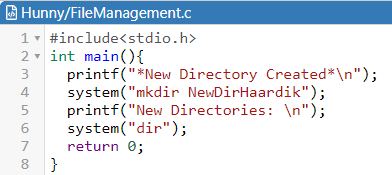 Hunny/FileManagement.c
1 #include<stdio.h>
2 int main(){
3 printf("*New Directory Created*\n");
4 system("mkdir NewDirHaardik");
5 printf("New Directories: \n");
6 system("dir");
7 return 0;
8 }